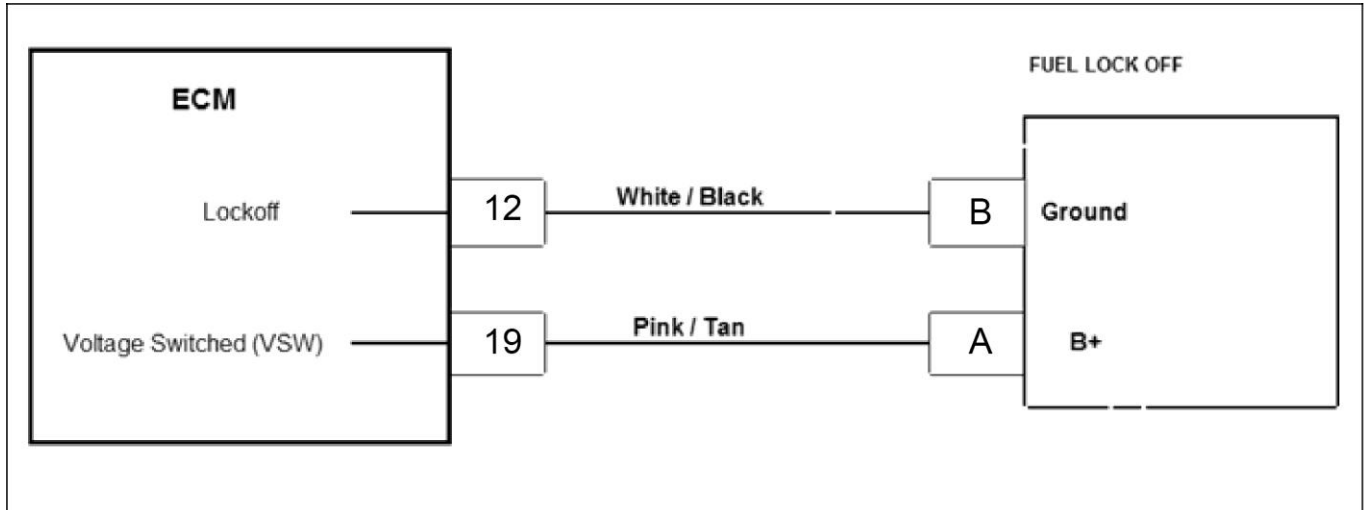 FUEL LOCK OFF
ECM
Lockoff
12
White / Black
B
Ground
Voltage Switched (VSW)
19
Pink / Tan
A
B+